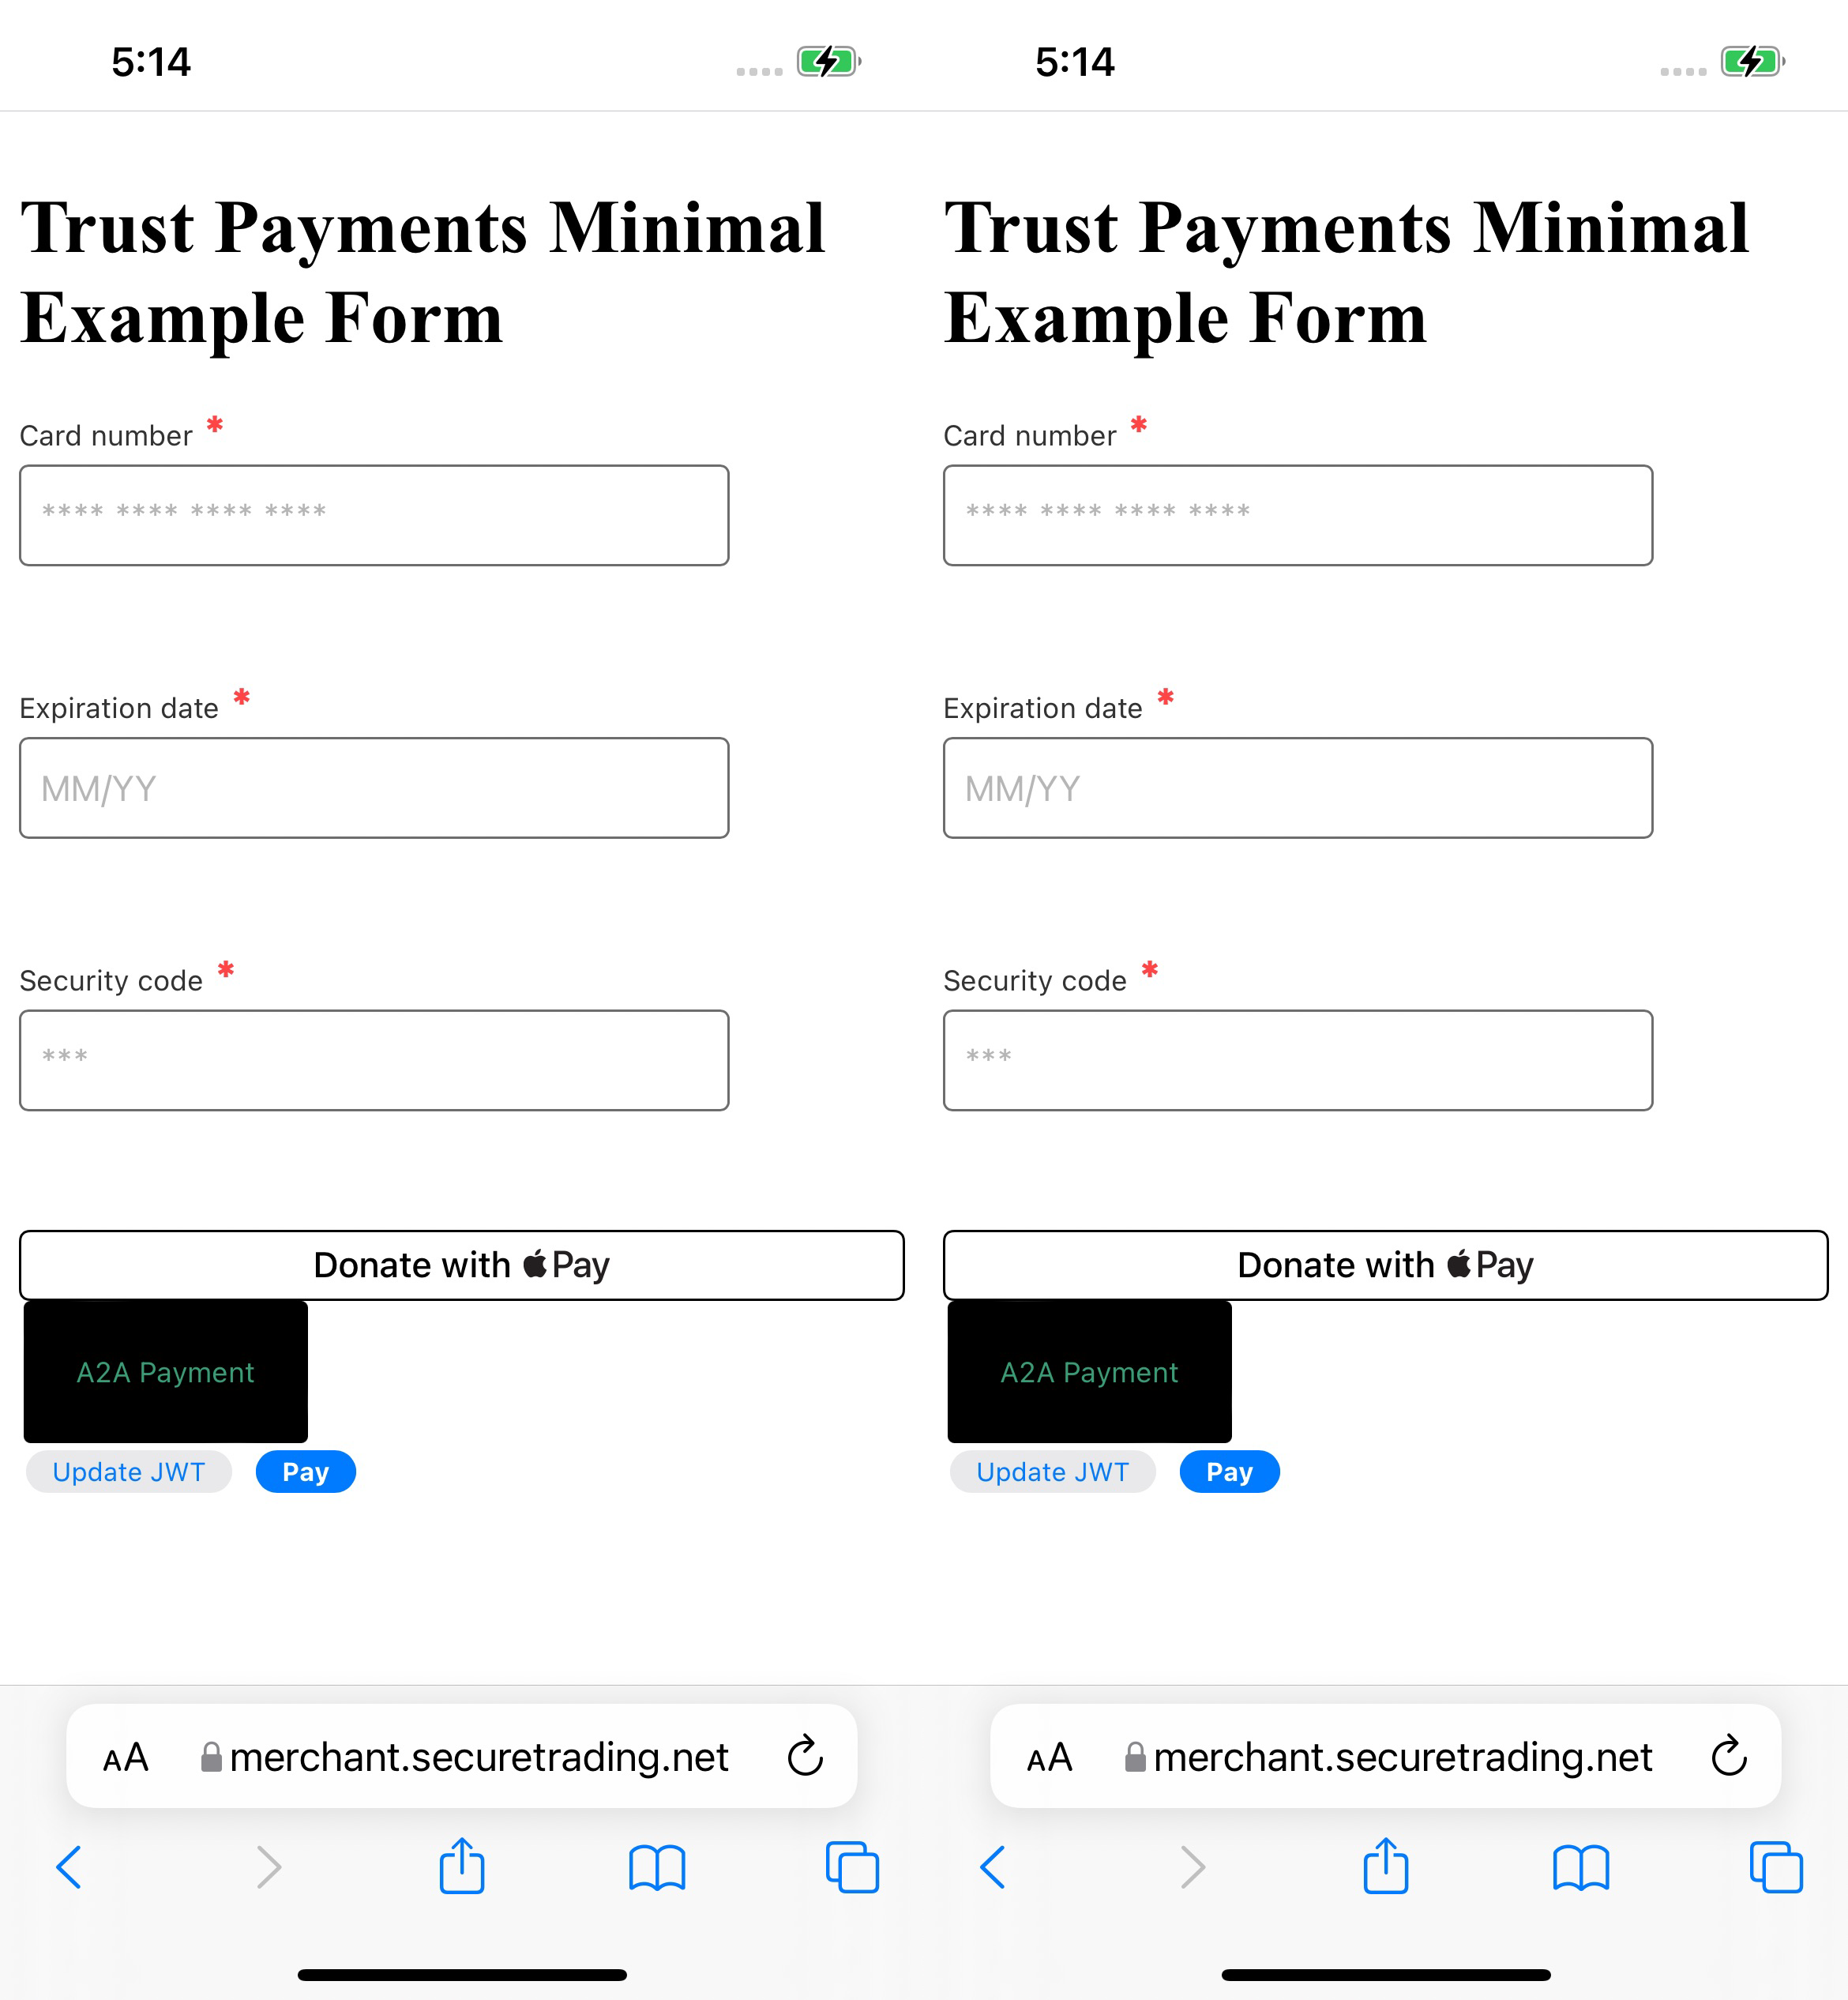 5:14
Trust Payments Minimal
Example Form
Card number *
**** **** **** ****
Expiration date *
MM/YY
Security code *
***
Donate with Pay
A2A Payment
Update JWT
Pay
AA
merchant.securetrading.net
5:14
Trust Payments Minimal
Example Form
Card number *
**** **** **** ****
Expiration date *
MM/YY
Security code *
***
Donate with Pay
A2A Payment
Update JWT
Pay
AA
merchant.securetrading.net